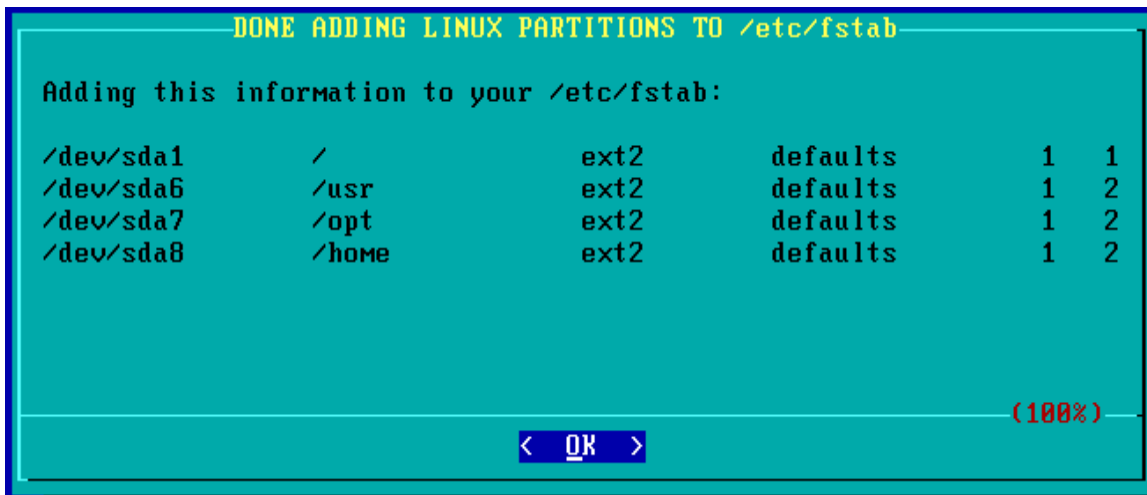 DONE ADDING LINUX PARTITIONS TO /etc/fstab
Adding this information to your /etc/fstab:
/dev/sda1 / ext2 defaults 1 1
/dev/sda6 /usr ext2 defaults 1 2
/dev/sda7 /opt ext2 defaults 1 2
/dev/sda8 /home ext2 defaults 1 2
(100%)
< OK >